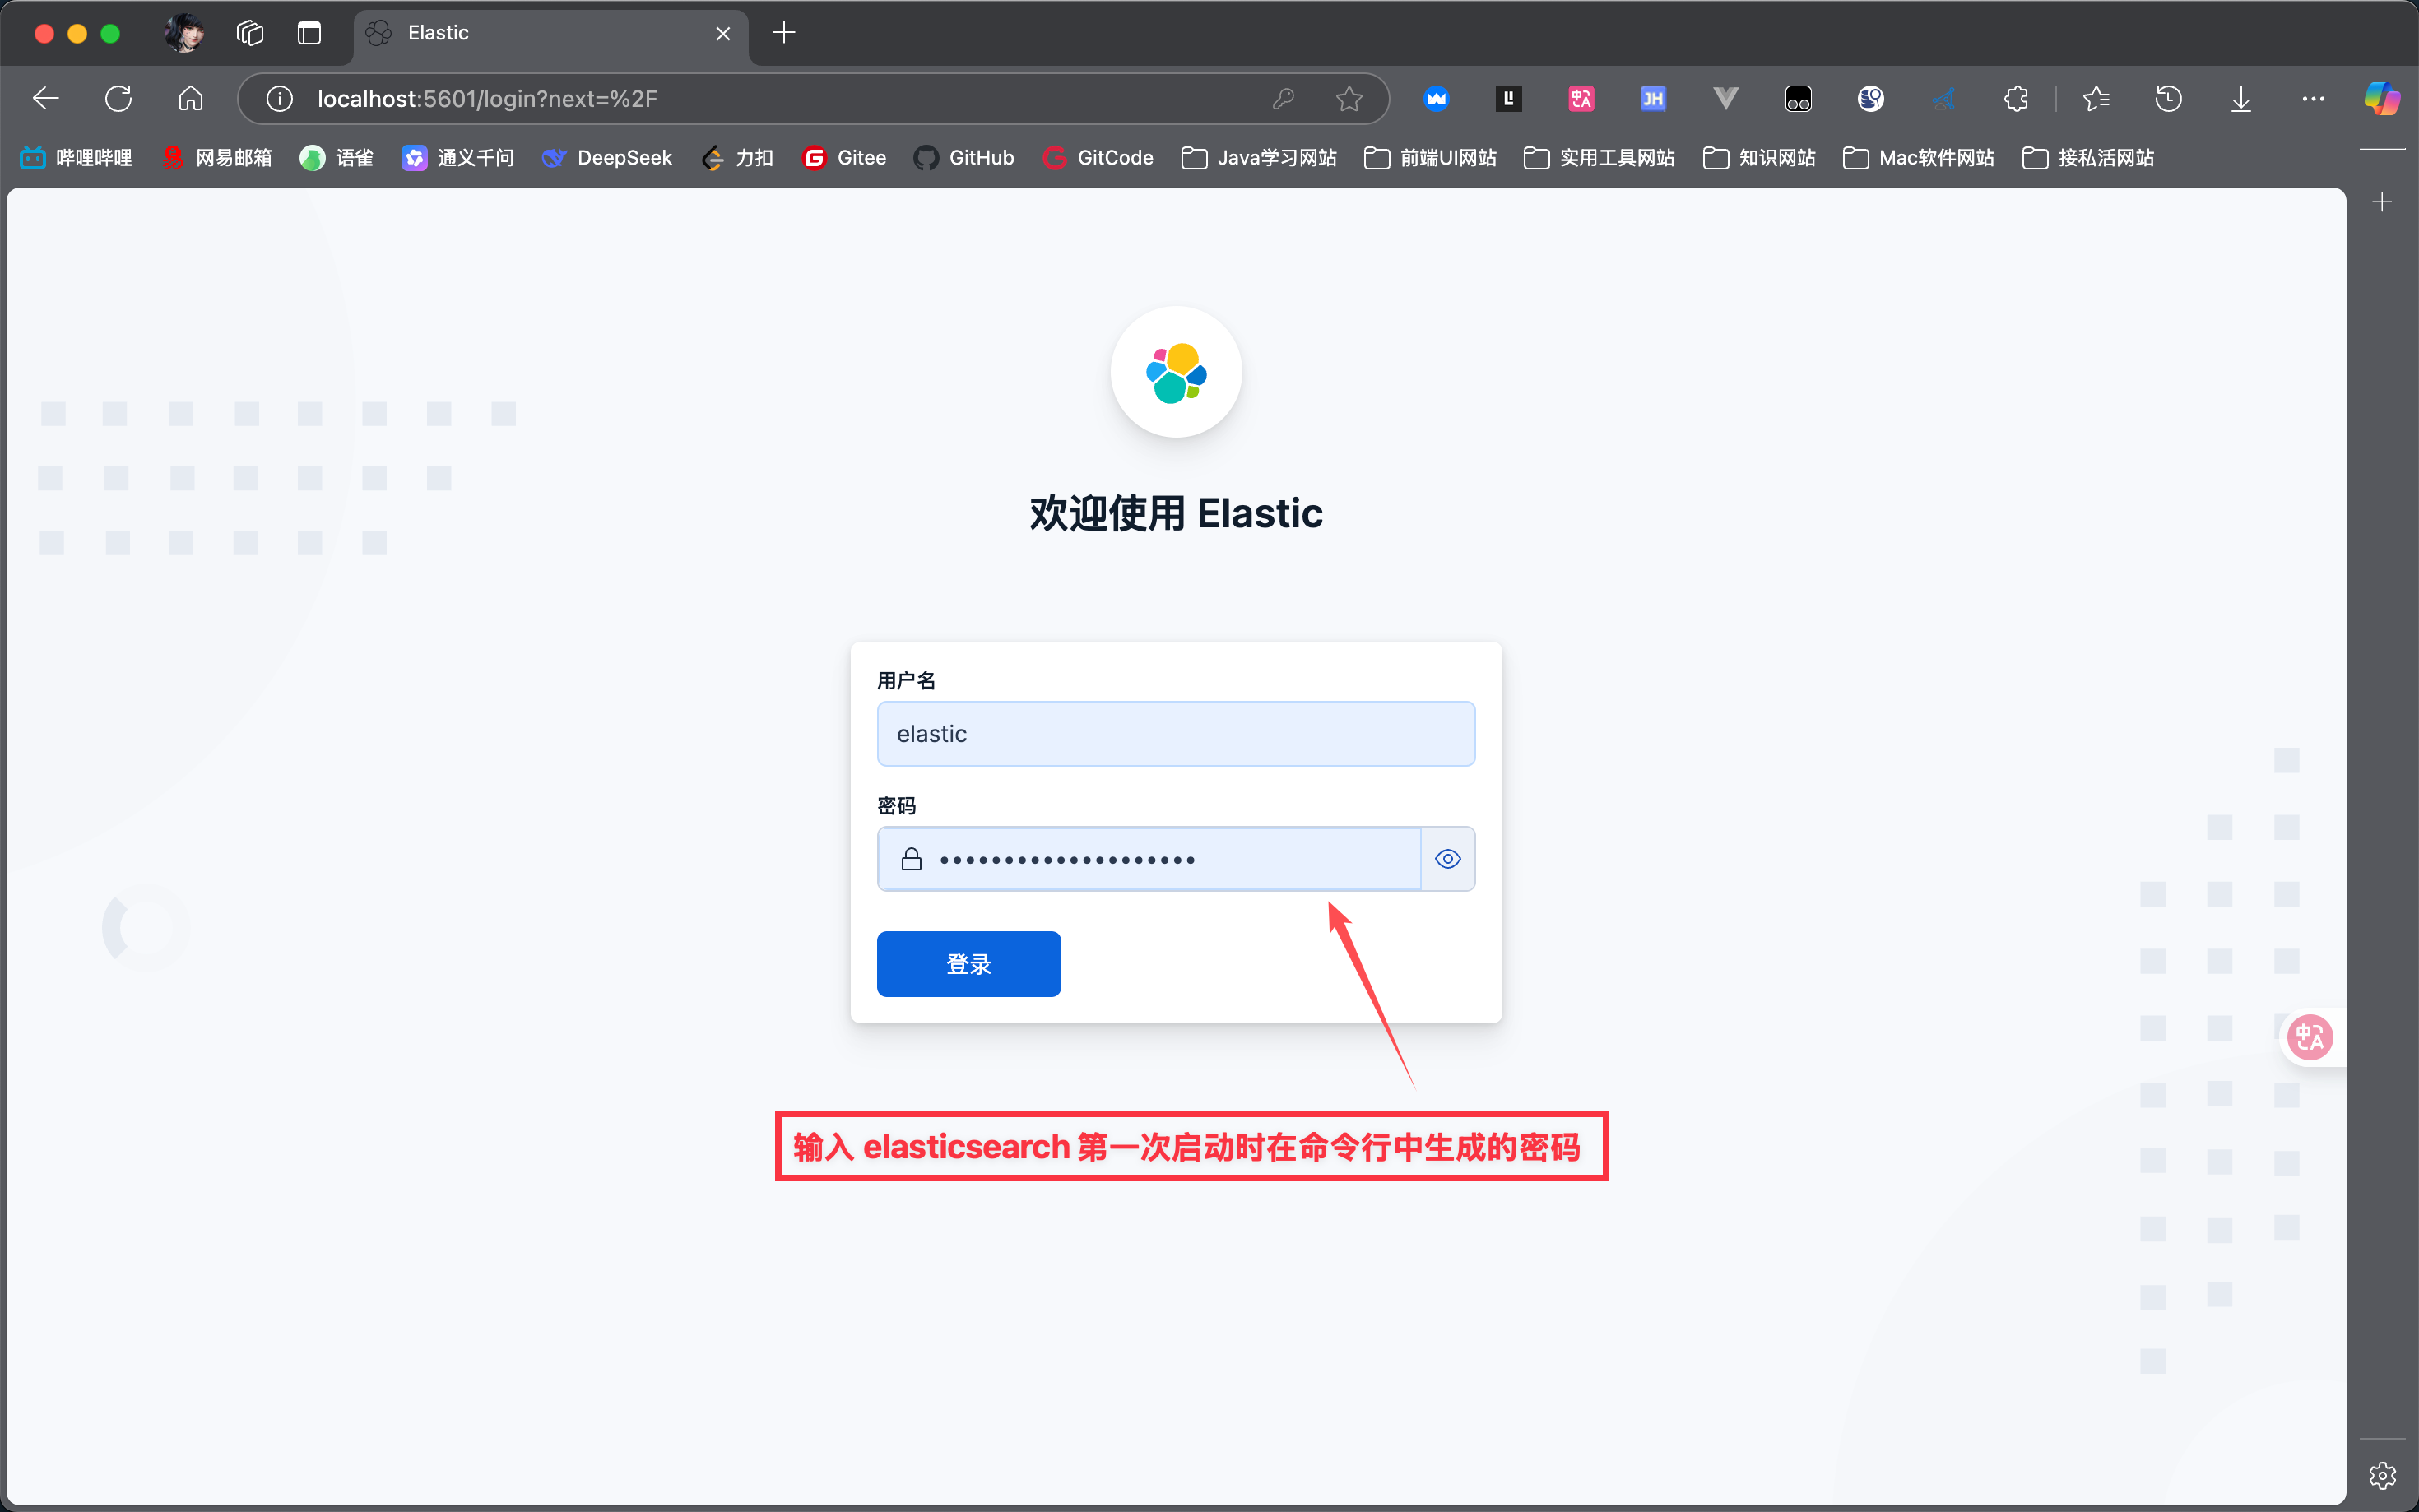 Elastic
localhost:5601/login?next=%2F
哔哩哔哩 网易邮箱 语雀 通义千问 DeepSeek 力扣 Gitee GitHub GitCode Java学习网站 前端UI网站 实用工具网站 知识网站 Mac软件网站 接私活网站
欢迎使用 Elastic
用户名
elastic
密码
••••••••••••••••••••
登录
输入 elasticsearch 第一次启动时在命令行中生成的密码